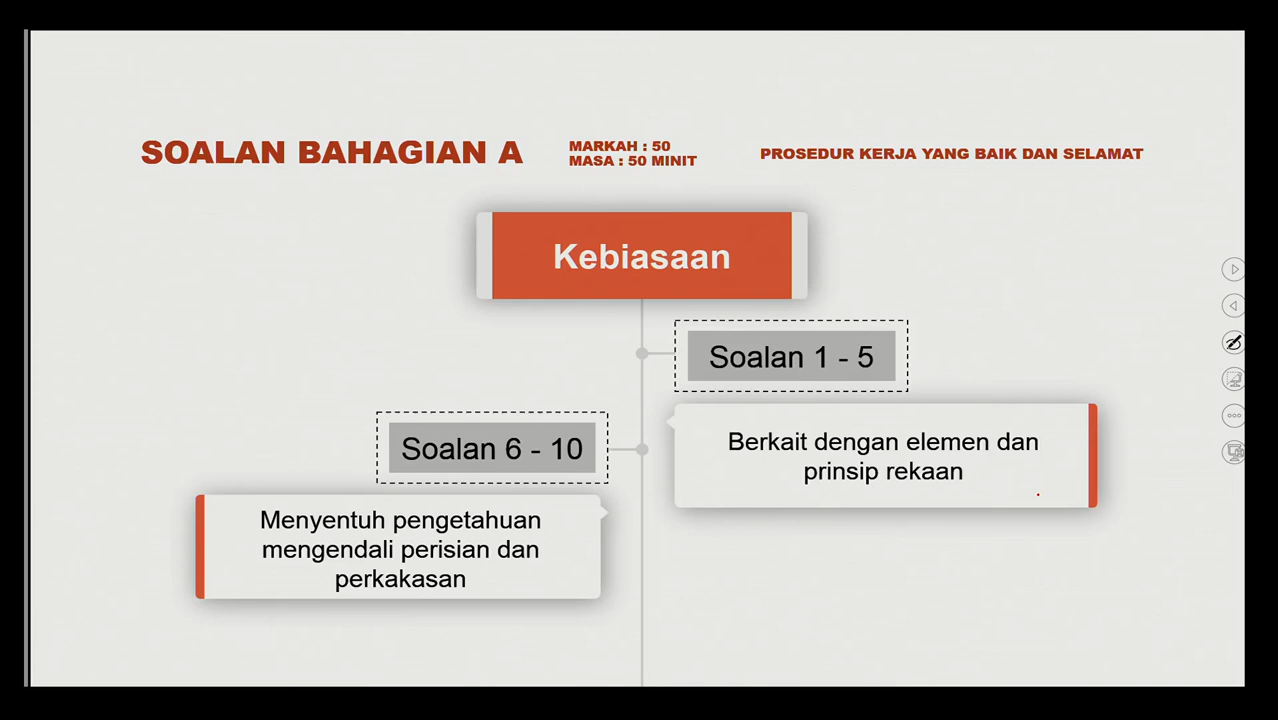 SOALAN BAHAGIAN A
MARKAH : 50
MASA : 50 MINIT
PROSEDUR KERJA YANG BAIK DAN SELAMAT
Kebiasaan
Soalan 1 - 5
Berkait dengan elemen dan
prinsip rekaan
Soalan 6 - 10
Menyentuh pengetahuan
mengendali perisian dan
perkakasan